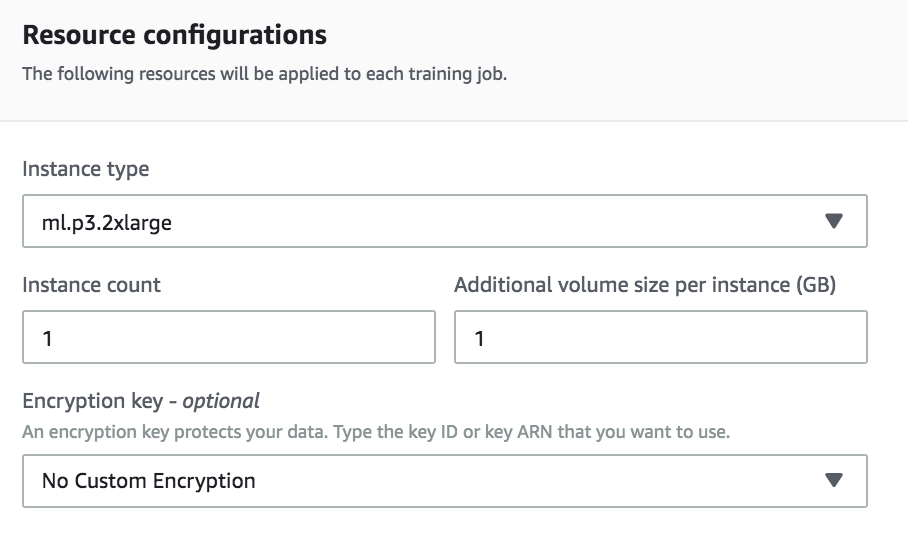 Resource configurations
The following resources will be applied to each training job.
Instance type
ml.p3.2xlarge
Instance count
Additional volume size per instance (GB)
1
1
Encryption key - optional
An encryption key protects your data. Type the key ID or key ARN that you want to use.
No Custom Encryption